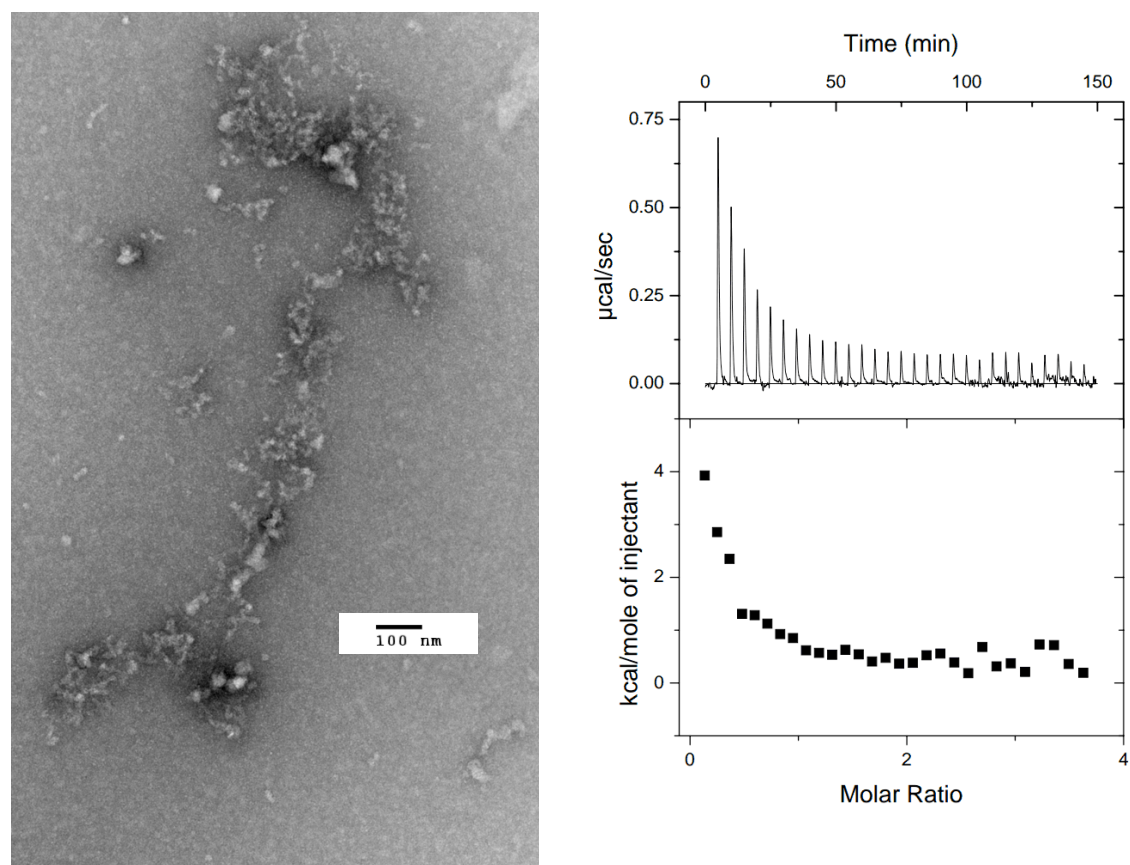 100 nm
Time (min)
0 50 100 150
0.75
0.50
0.25
0.00
µcal/sec
4
2
0
kcal/mole of injectant
0 2 4
Molar Ratio